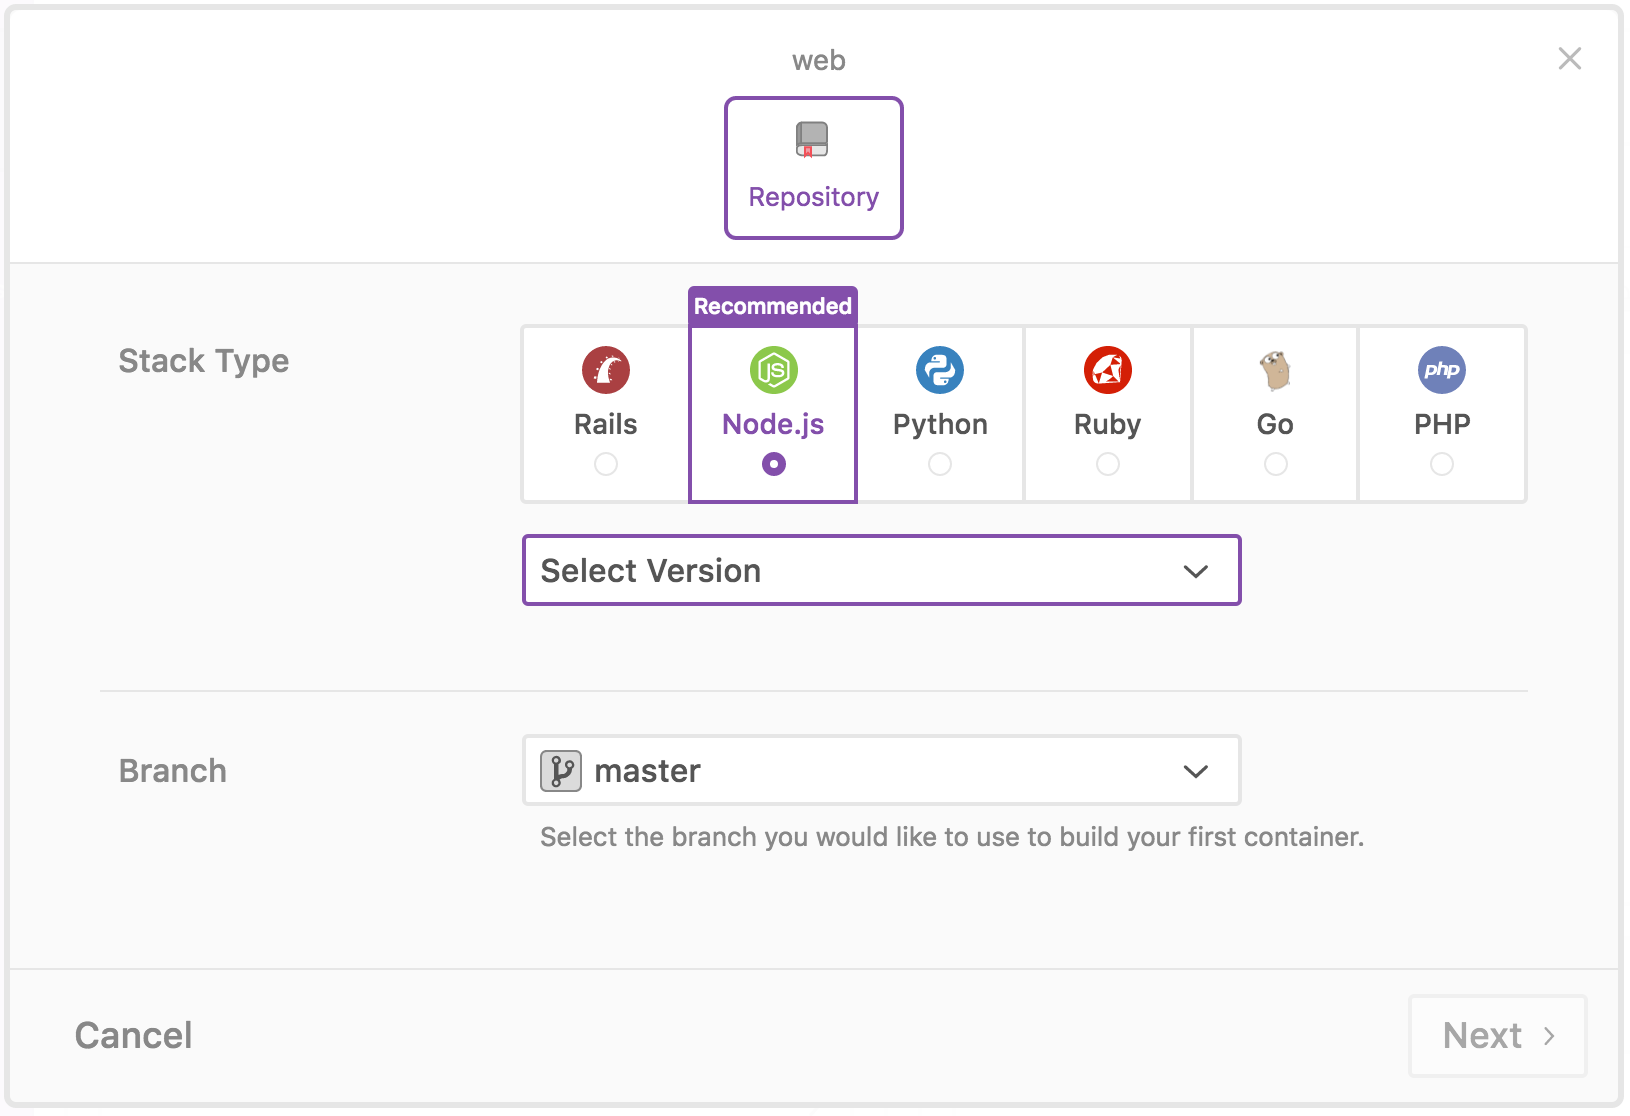 web
Repository
Recommended
Stack Type
JS
php
Rails
Node.js
Python
Ruby
Go
PHP
Select Version
Branch
master
Select the branch you would like to use to build your first container.
Cancel
Next